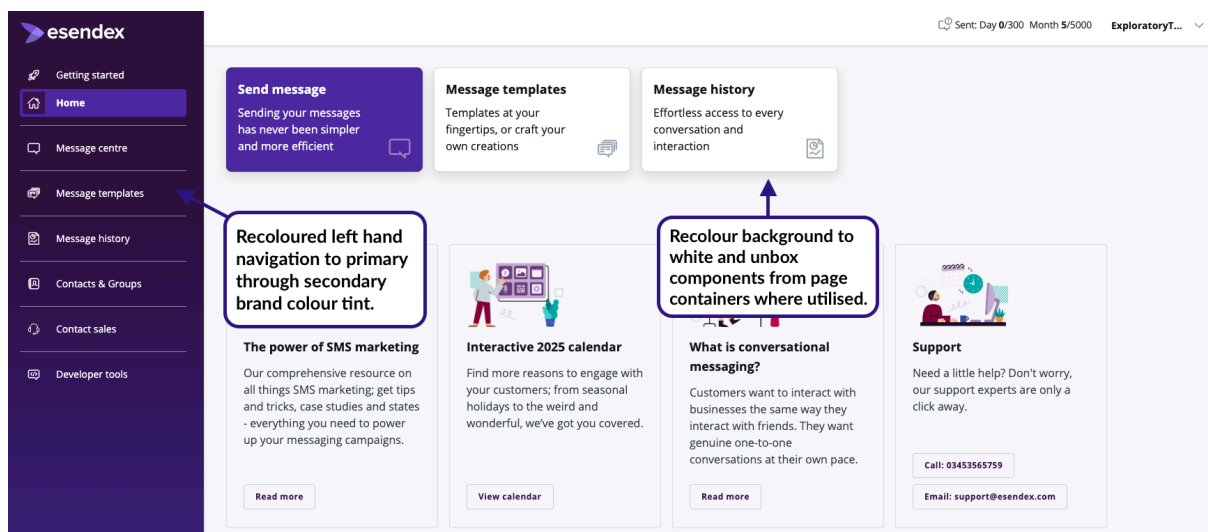 esendex
Sent: Day 0/300 Month 5/5000
ExploratoryT...
Getting started
Home
Message centre
Message templates
Message history
Contacts & Groups
Contact sales
Developer tools
Send message
Sending your messages
has never been simpler
and more efficient
Message templates
Templates at your
fingertips, or craft your
own creations
Message history
Effortless access to every
conversation and
interaction
Recoloured left hand
navigation to primary
through secondary
brand colour tint.
Recolour background to
white and unbox
components from page
containers where utilised.
The power of SMS marketing
Our comprehensive resource on
all things SMS marketing; get tips
and tricks, case studies and states
- everything you need to power
up your messaging campaigns.
Read more
Interactive 2025 calendar
Find more reasons to engage with
your customers; from seasonal
holidays to the weird and
wonderful, we've got you covered.
View calendar
What is conversational
messaging?
Customers want to interact with
businesses the same way they
interact with friends. They want
genuine one-to-one
conversations at their own pace.
Read more
Support
Need a little help? Don't worry,
our support experts are only a
click away.
Call: 03453565759
Email: support@esendex.com